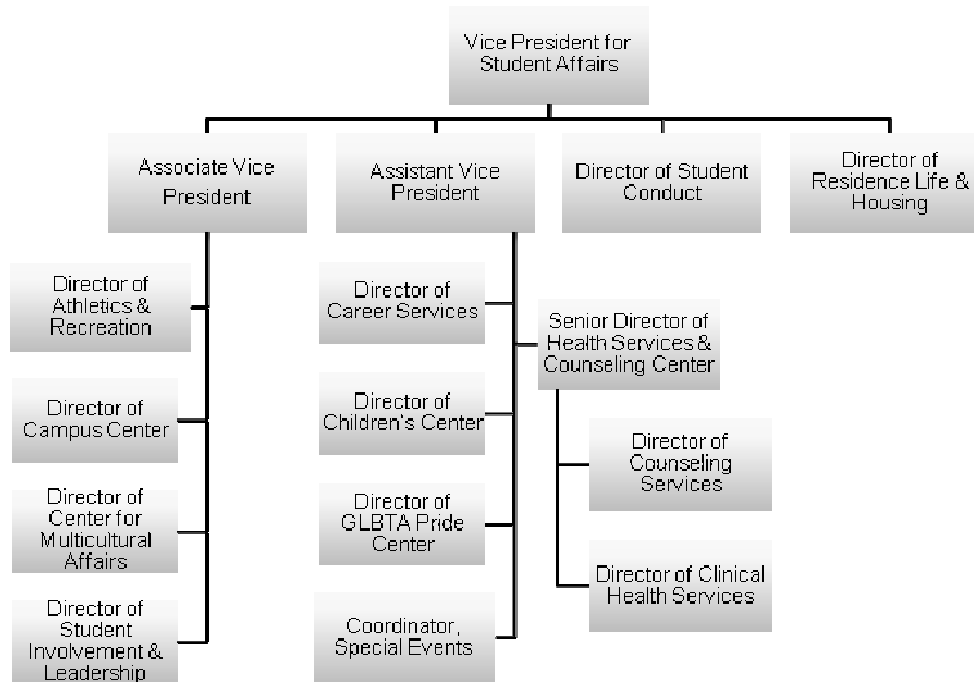 Vice President for
Student Affairs
Associate Vice
President
Assistant Vice
President
Director of Student
Conduct
Director of
Residence Life &
Housing
Director of
Athletics &
Recreation
Director of
Campus Center
Director of
Center for
Multicultural
Affairs
Director of
Student
Involvement &
Leadership
Director of
Career Services
Director of
Children's Center
Director of
GLBTA Pride
Center
Coordinator,
Special Events
Senior Director of
Health Services &
Counseling Center
Director of
Counseling
Services
Director of Clinical
Health Services